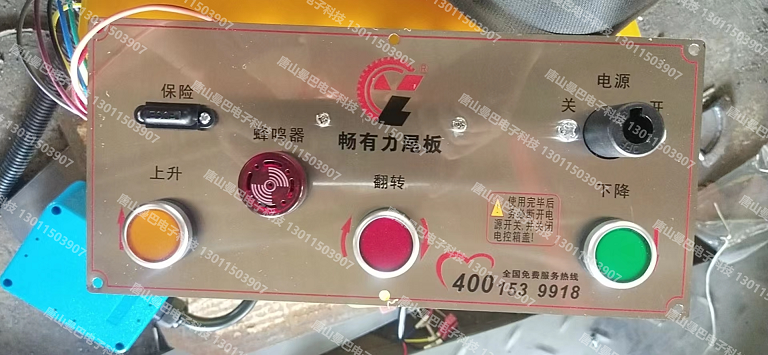 保险
电源
关
开
蜂鸣器
畅有力尾板
上升
翻转
下降
使用完毕后
务必断开电
源开关,并关闭
电控箱盖!
全国免费服务热线
400 153 9918
唐山曼巴电子科技 13011503907